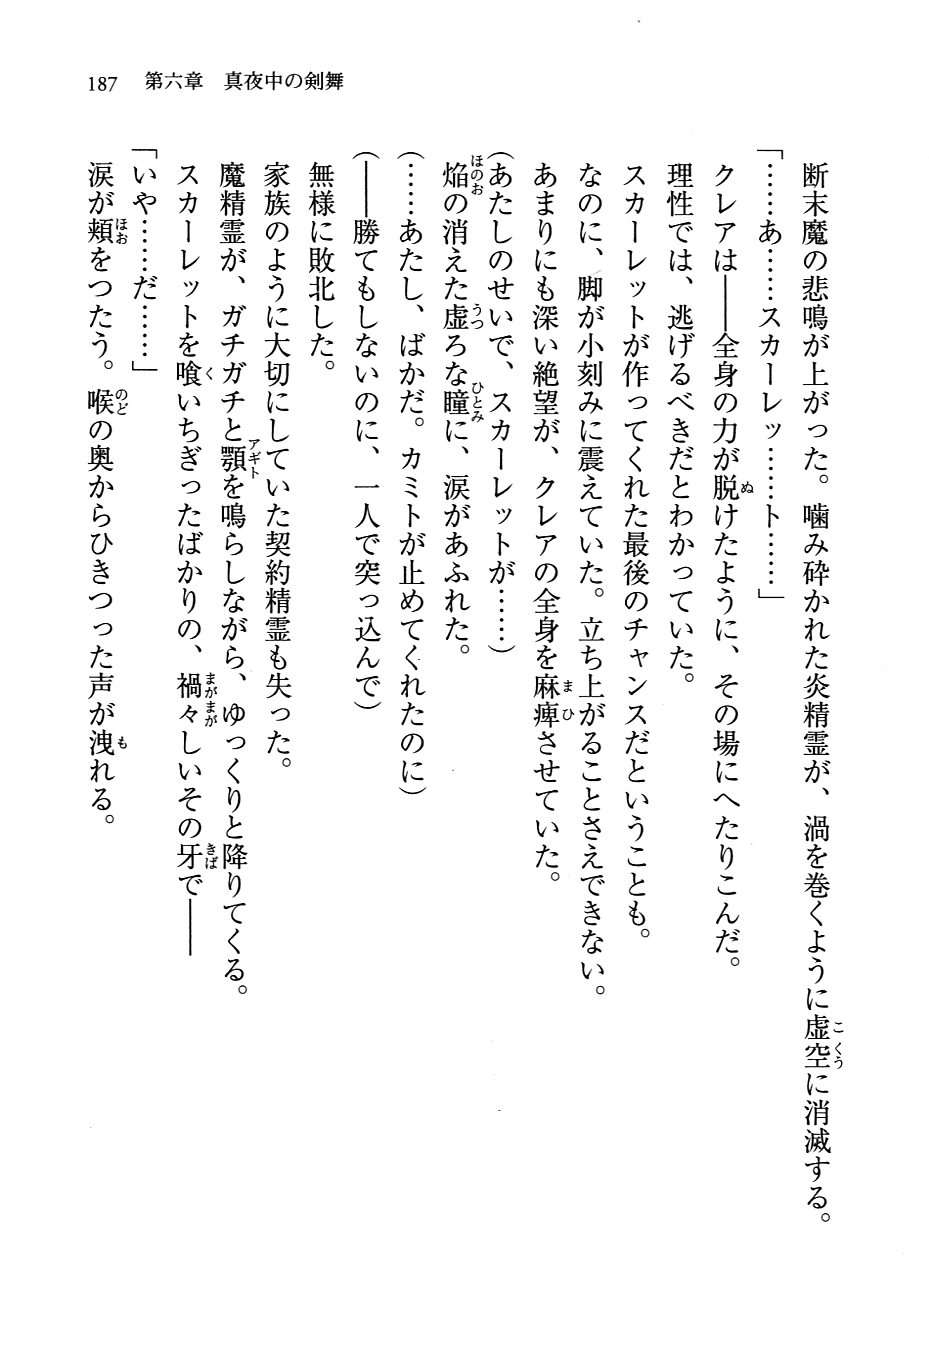 187　第六章　真夜中の剣舞
断末魔の悲鳴が上がった。噛み砕かれた炎精霊が、渦を巻くように虚空に消滅する。
「……あ……スカーレッ……ト……」
クレアは――全身の力が脱けたように、その場にへたりこんだ。
理性では、逃げるべきだとわかっていた。
スカーレットが作ってくれた最後のチャンスだということも。
なのに、脚が小刻みに震えていた。立ち上がることさえできない。
あまりにも深い絶望が、クレアの全身を麻痺させていた。
（あたしのせいで、スカーレットが……）
焔の消えた虚ろな瞳に、涙があふれた。
（……あたし、ばかだ。カミトが止めてくれたのに）
（――勝てもしないのに、一人で突っ込んで）
無様に敗北した。
家族のように大切にしていた契約精霊も失った。
魔精霊が、ガチガチと顎を鳴らしながら、ゆっくりと降りてくる。
スカーレットを喰いちぎったばかりの、禍々しいその牙で――
「いや……だ……」
涙が頬をつたう。喉の奥からひきつった声が洩れる。